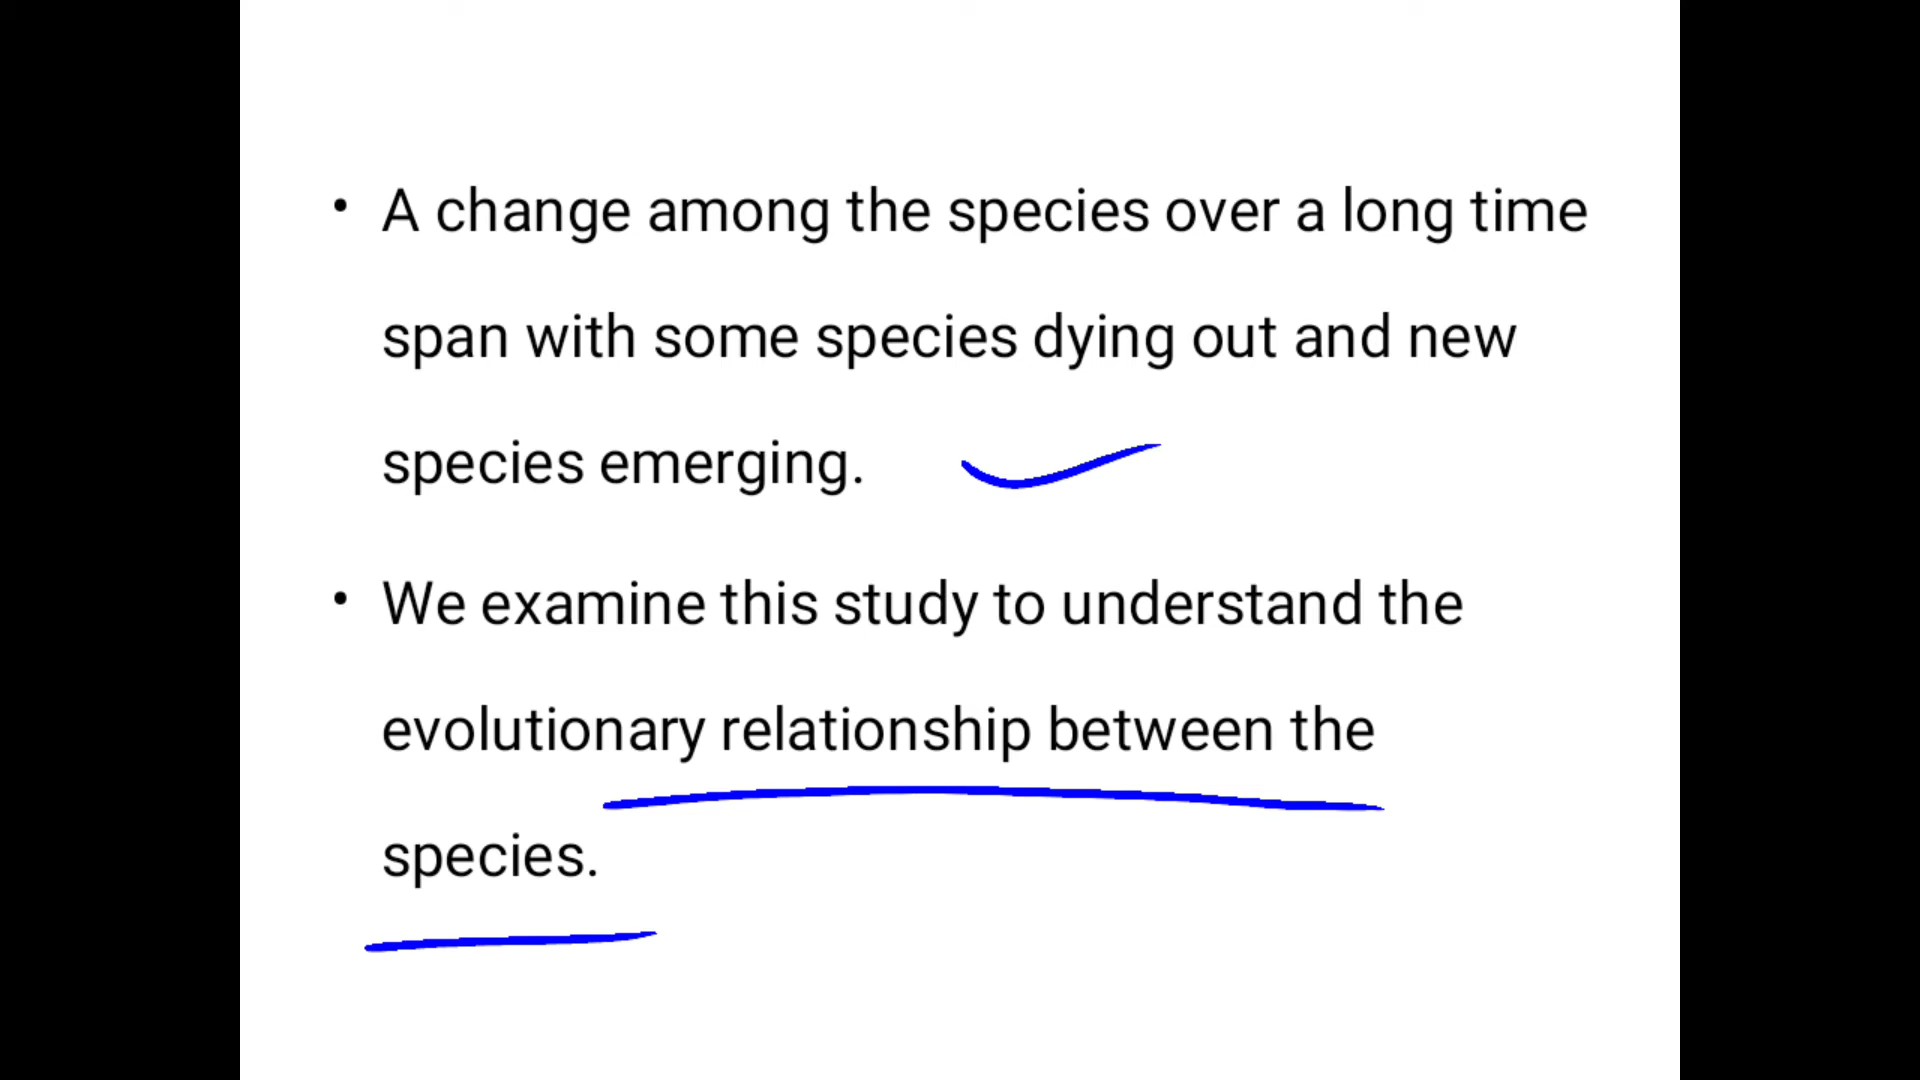 • A change among the species over a long time
span with some species dying out and new
species emerging.
• We examine this study to understand the
evolutionary relationship between the
species.